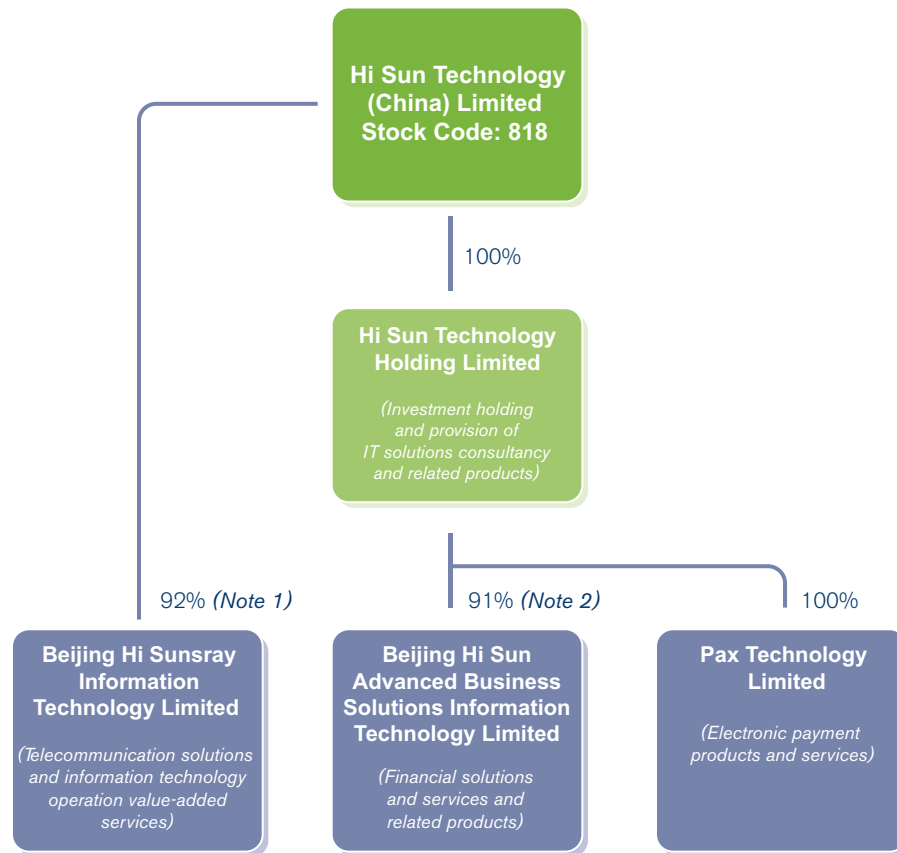 Hi Sun Technology
(China) Limited
Stock Code: 818
100%
Hi Sun Technology
Holding Limited
(Investment holding
and provision of
IT solutions consultancy
and related products)
92% (Note 1)
91% (Note 2)
100%
Beijing Hi Sunsray
Information
Technology Limited
(Telecommunication solutions
and information technology
operation value-added
services)
Beijing Hi Sun
Advanced Business
Solutions Information
Technology Limited
(Financial solutions
and services and
related products)
Pax Technology
Limited
(Electronic payment
products and services)